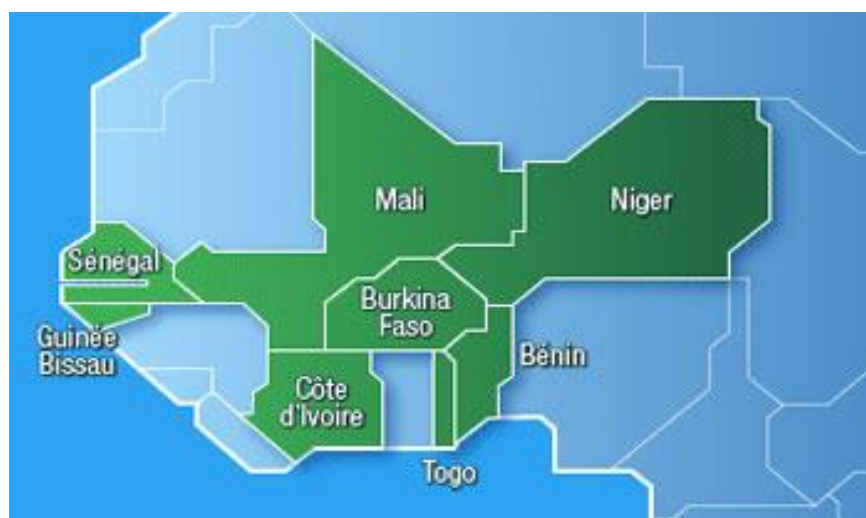 Mali
Niger
Sénégal
Burkina
Faso
Guinée
Bissau
Bénin
Côte
d'Ivoire
Togo